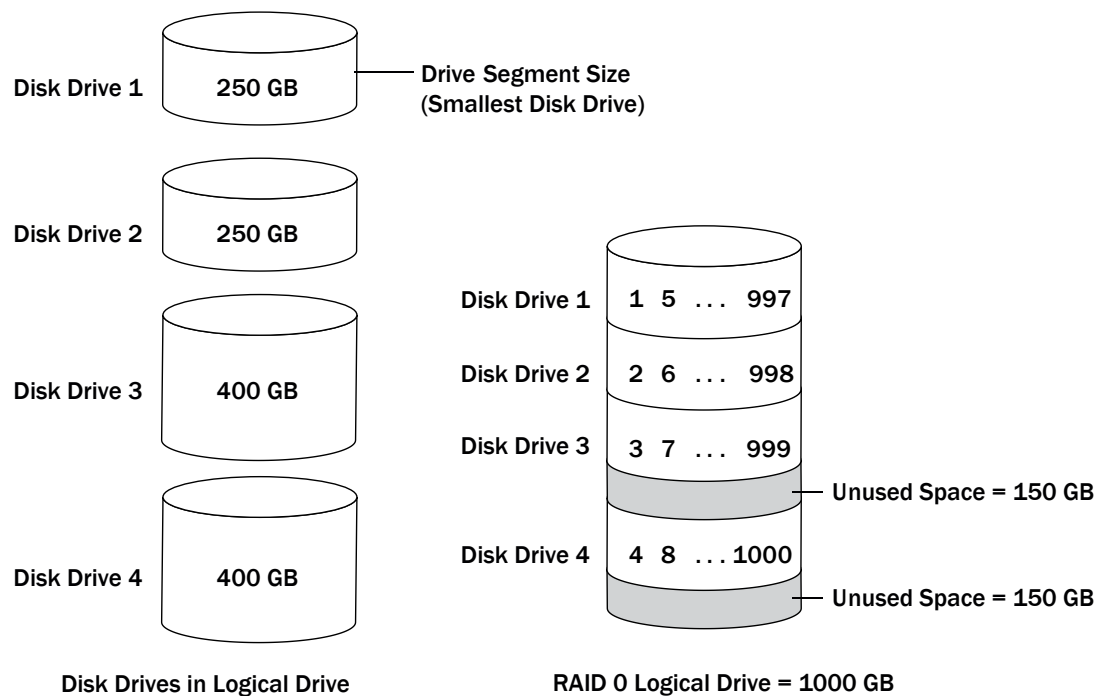 Disk Drive 1
250 GB
Drive Segment Size
(Smallest Disk Drive)
Disk Drive 2
250 GB
Disk Drive 3
400 GB
Disk Drive 4
400 GB
Disk Drives in Logical Drive
Disk Drive 1
1 5 ... 997
Disk Drive 2
2 6 ... 998
Disk Drive 3
3 7 ... 999
Unused Space = 150 GB
Disk Drive 4
4 8 ... 1000
Unused Space = 150 GB
RAID 0 Logical Drive = 1000 GB